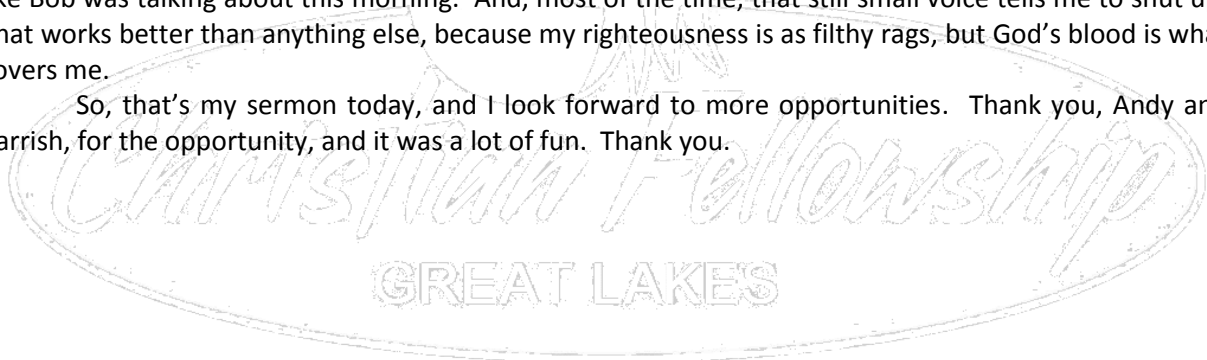 ke Bob was talking about this morning. And, most of the time, that still small voice tells me to shut u
hat works better than anything else, because my righteousness is as filthy rags, but God's blood is wha
overs me.
So, that's my sermon today, and I look forward to more opportunities. Thank you, Andy an
arrish, for the opportunity, and it was a lot of fun. Thank you.
Christian Fellowship
GREAT LAKES